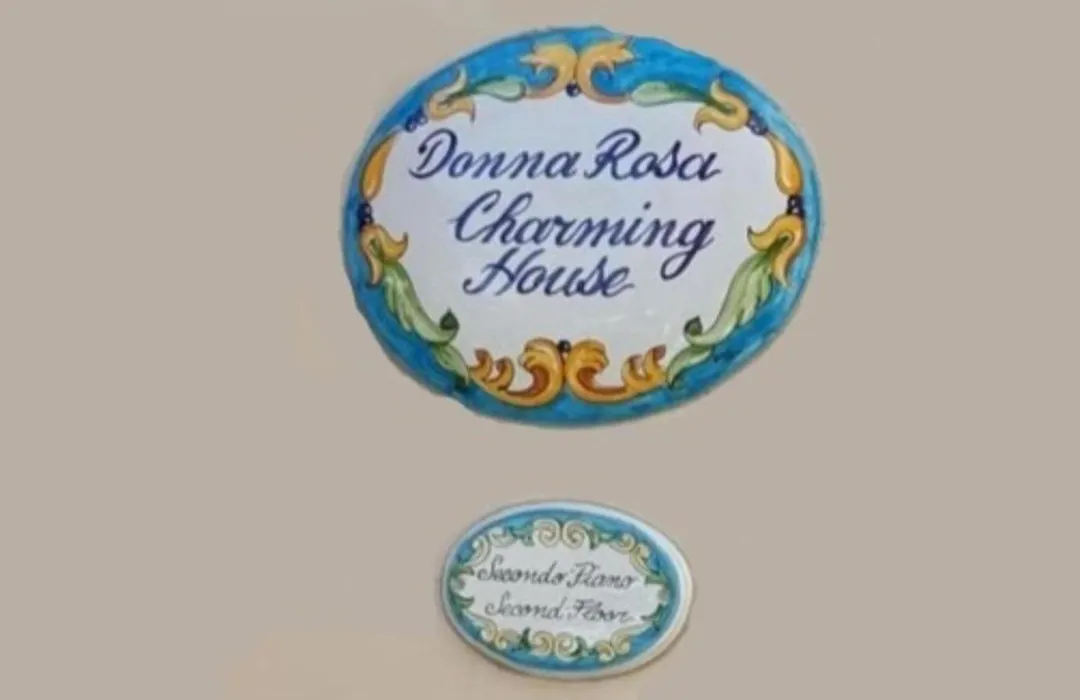 Donna Rosa
Charming
House
Secondo Piano
Second Floor